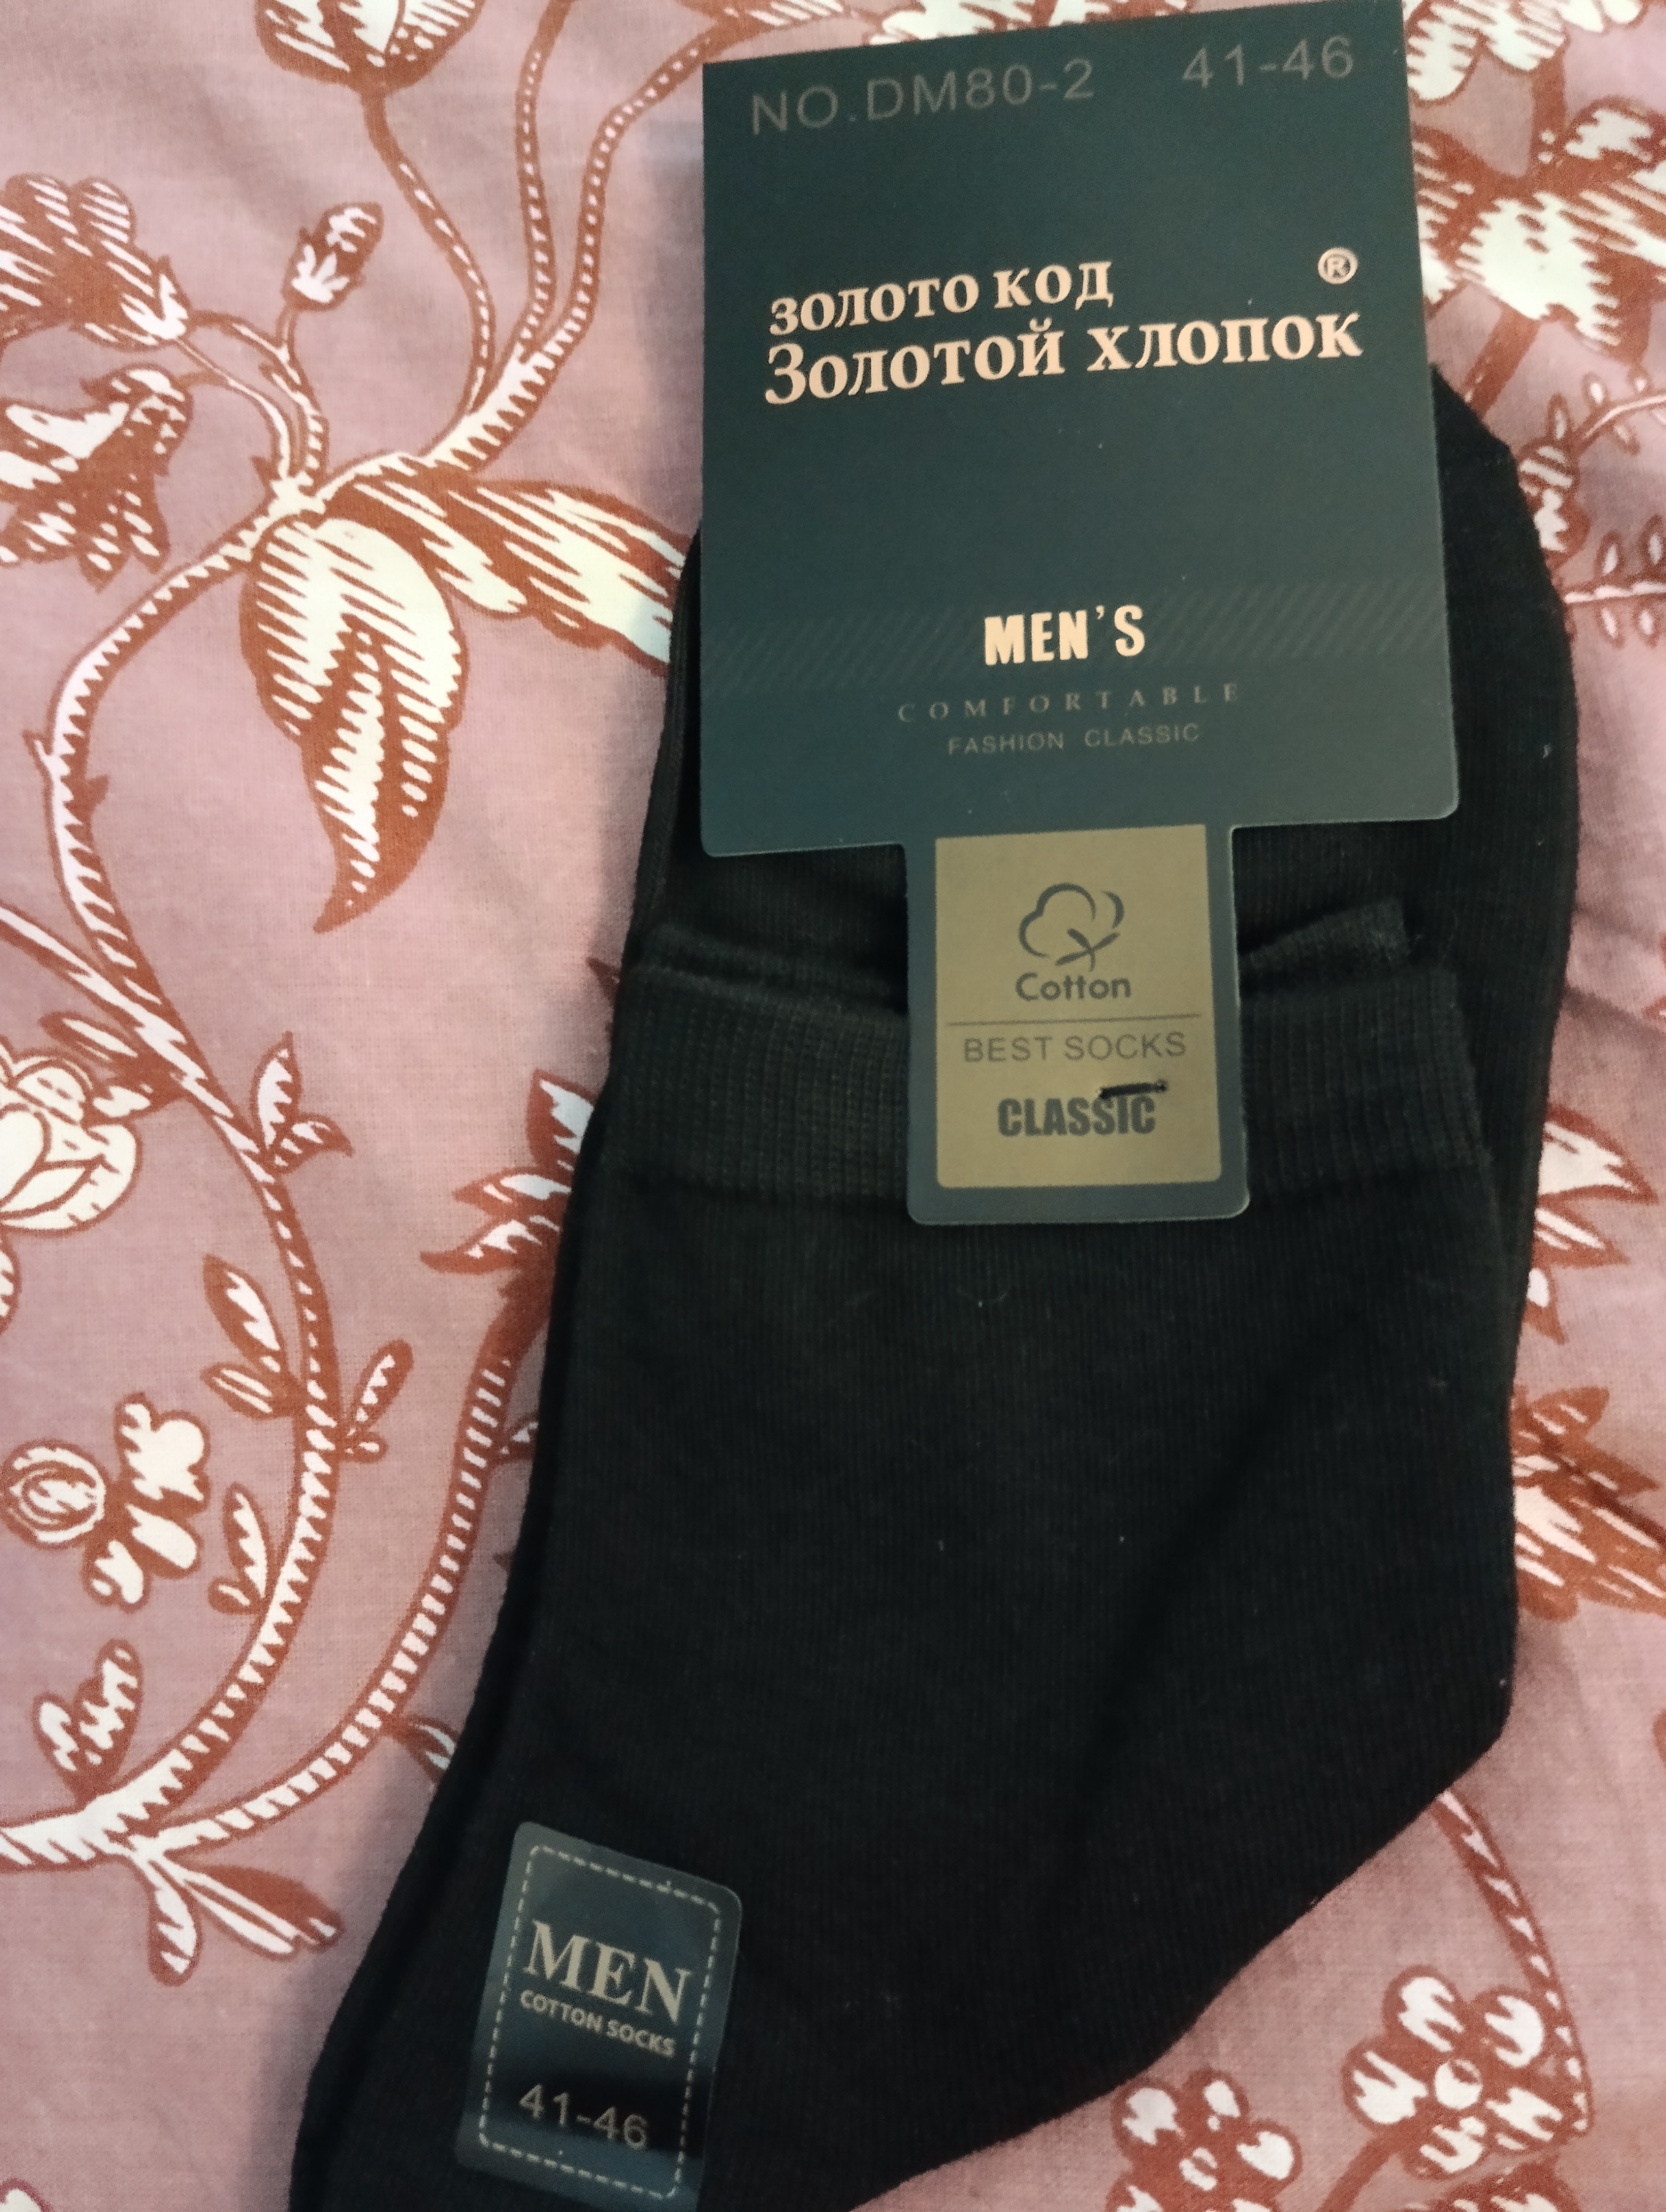 NO.DM80-2 41-46
золото код ®
Золотой хлопок
MEN'S
COMFORTABLE
FASHION CLASSIC
Cotton
BEST SOCKS
CLASSIC
MEN
COTTON SOCKS
41-46